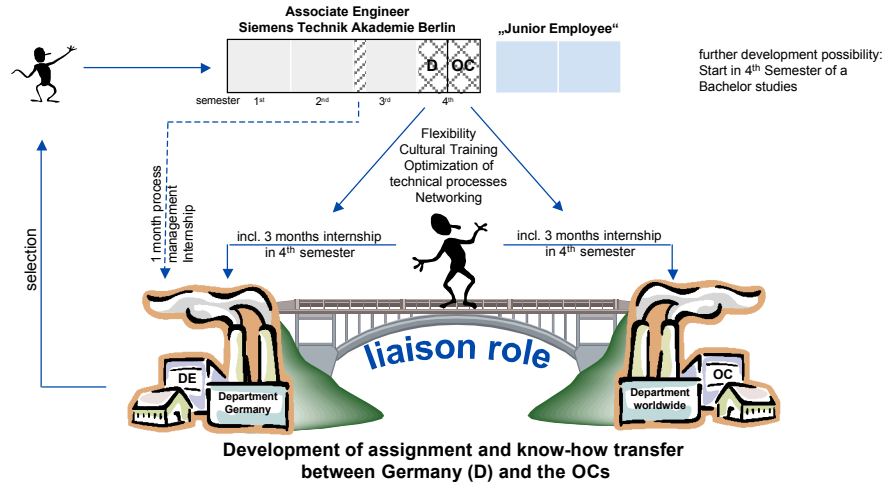 Associate Engineer
Siemens Technik Akademie Berlin
„Junior Employee“
further development possibility:
Start in 4th Semester of a
Bachelor studies
D
OC
semester 1st 2nd 3rd 4th
Flexibility
Cultural Training
Optimization of
technical processes
Networking
1 month process
management
Internship
selection
incl. 3 months internship
in 4th semester
incl. 3 months internship
in 4th semester
liaison role
DE
Department
Germany
OC
Department
worldwide
Development of assignment and know-how transfer
between Germany (D) and the OCs